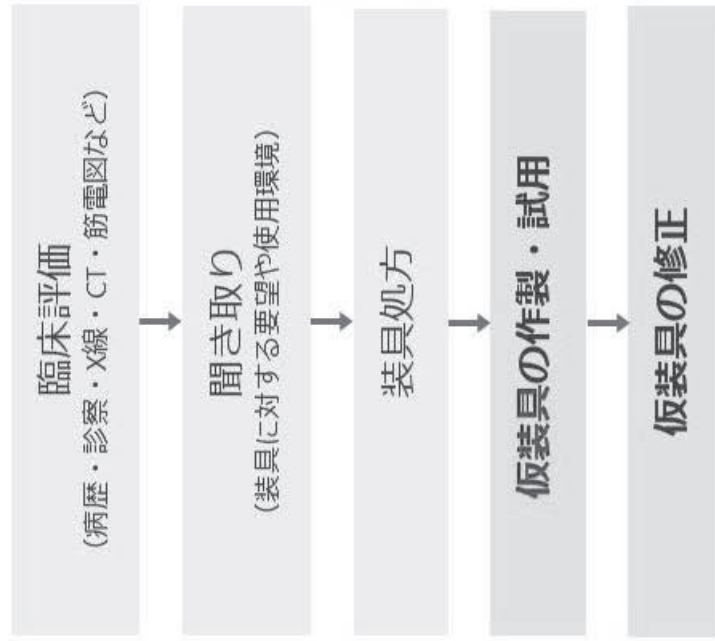 臨床評価
(病歴・診察・X線・CT・筋電図など)
聞き取り
(装具に対する要望や使用環境)
装具処方
仮装具の作製・試用
仮装具の修正